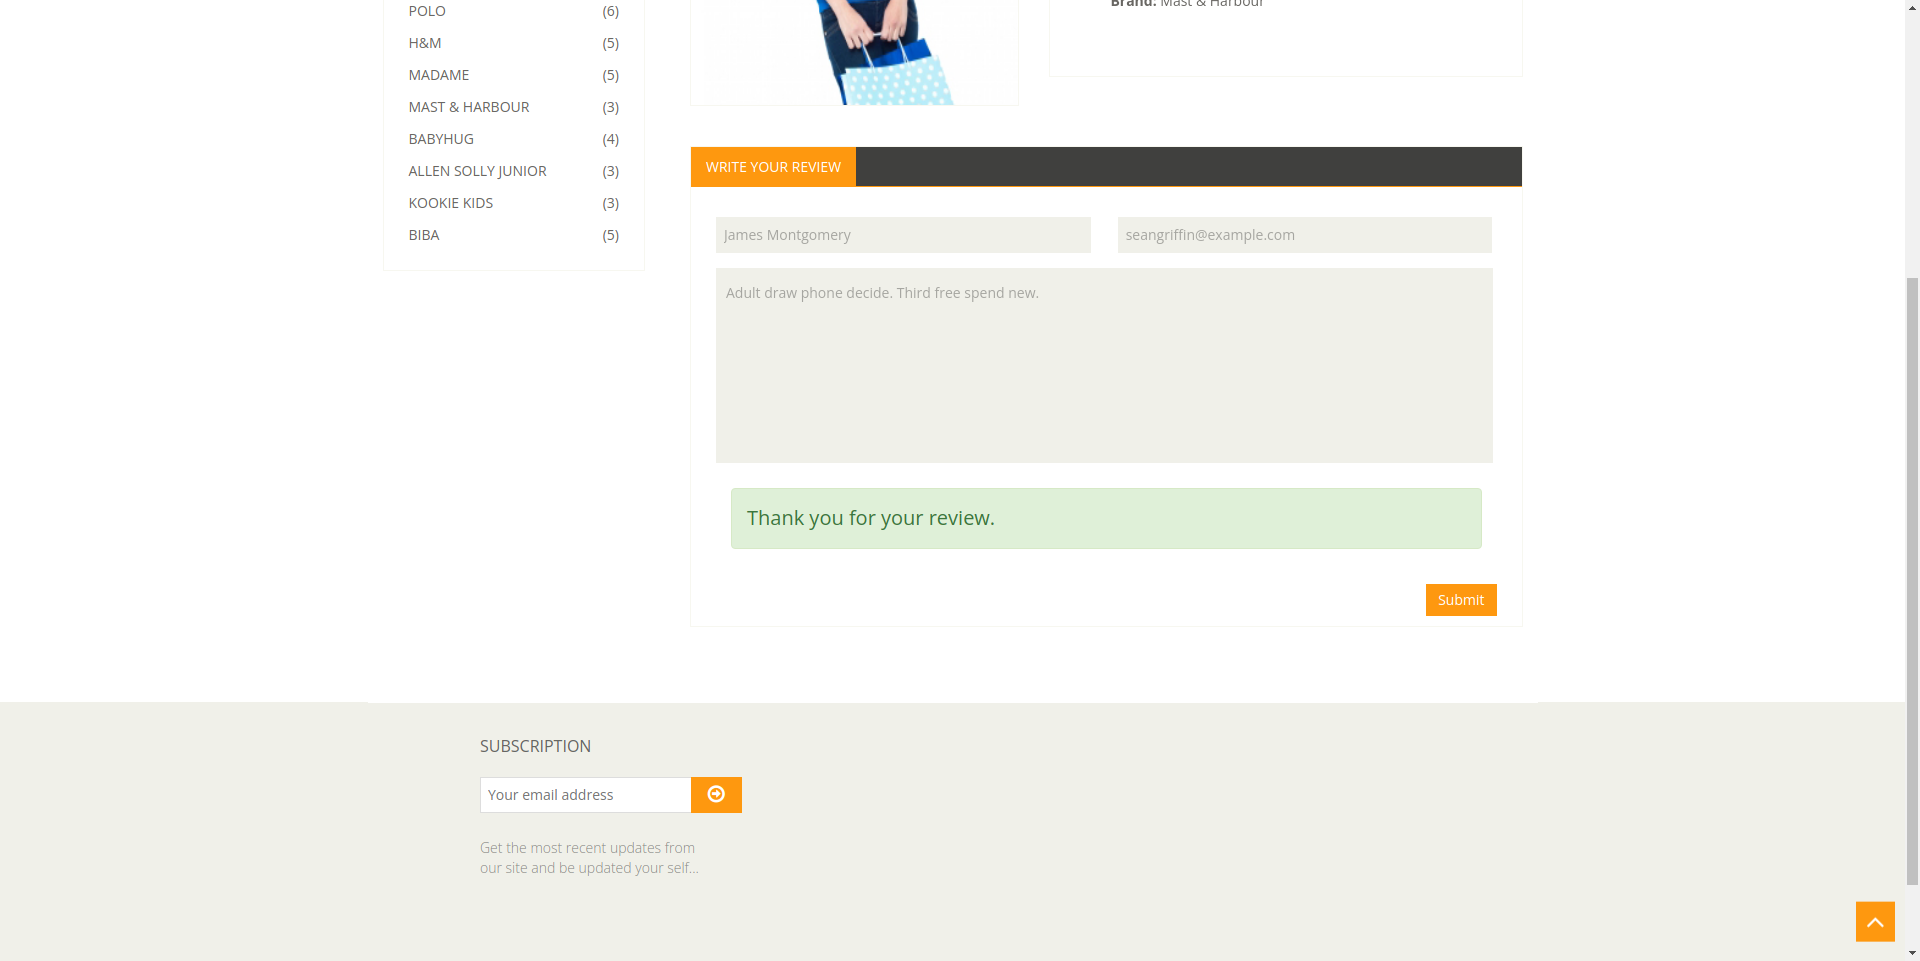 POLO (6)
H&M (5)
MADAME (5)
MAST & HARBOUR (3)
BABYHUG (4)
ALLEN SOLLY JUNIOR (3)
KOOKIE KIDS (3)
BIBA (5)
Brand: Mast & Harbour
WRITE YOUR REVIEW
James Montgomery seangriffin@example.com
Adult draw phone decide. Third free spend new.
Thank you for your review.
Submit
SUBSCRIPTION
Your email address
Get the most recent updates from
our site and be updated your self...